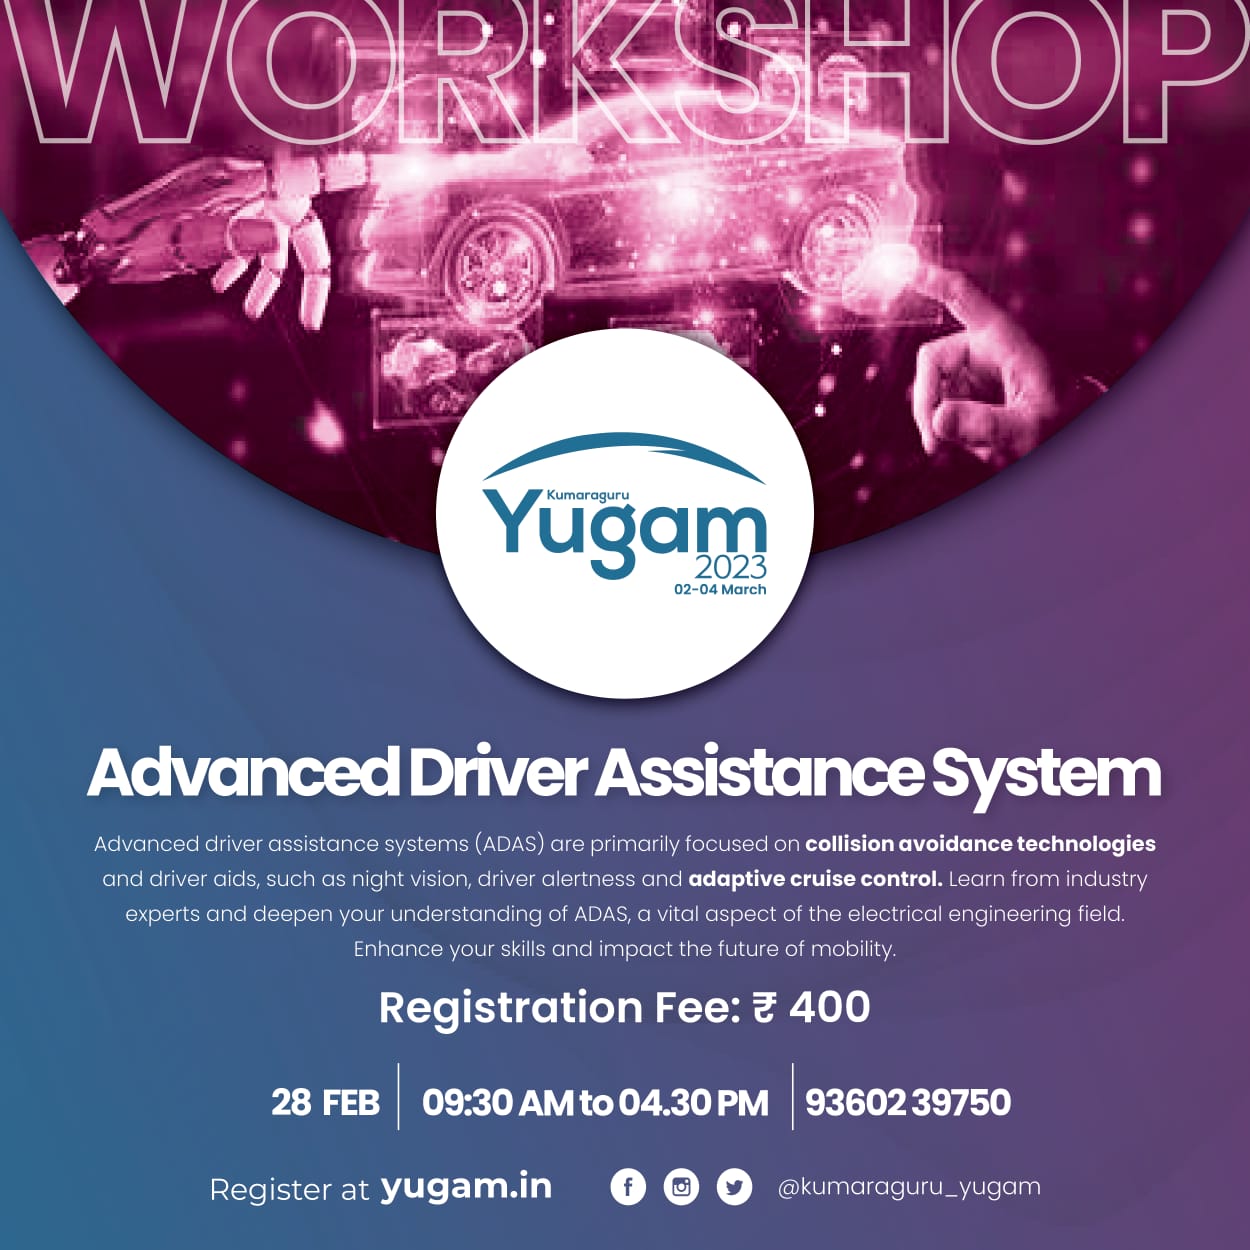 WORKSHOP
Kumaraguru
Yugam
2023
02-04 March
Advanced Driver Assistance System
Advanced driver assistance systems (ADAS) are primarily focused on collision avoidance technologies
and driver aids, such as night vision, driver alertness and adaptive cruise control. Learn from industry
experts and deepen your understanding of ADAS, a vital aspect of the electrical engineering field.
Enhance your skills and impact the future of mobility.
Registration Fee: ₹ 400
28 FEB 09:30 AM to 04.30 PM 93602 39750
Register at yugam.in @kumaraguru_yugam